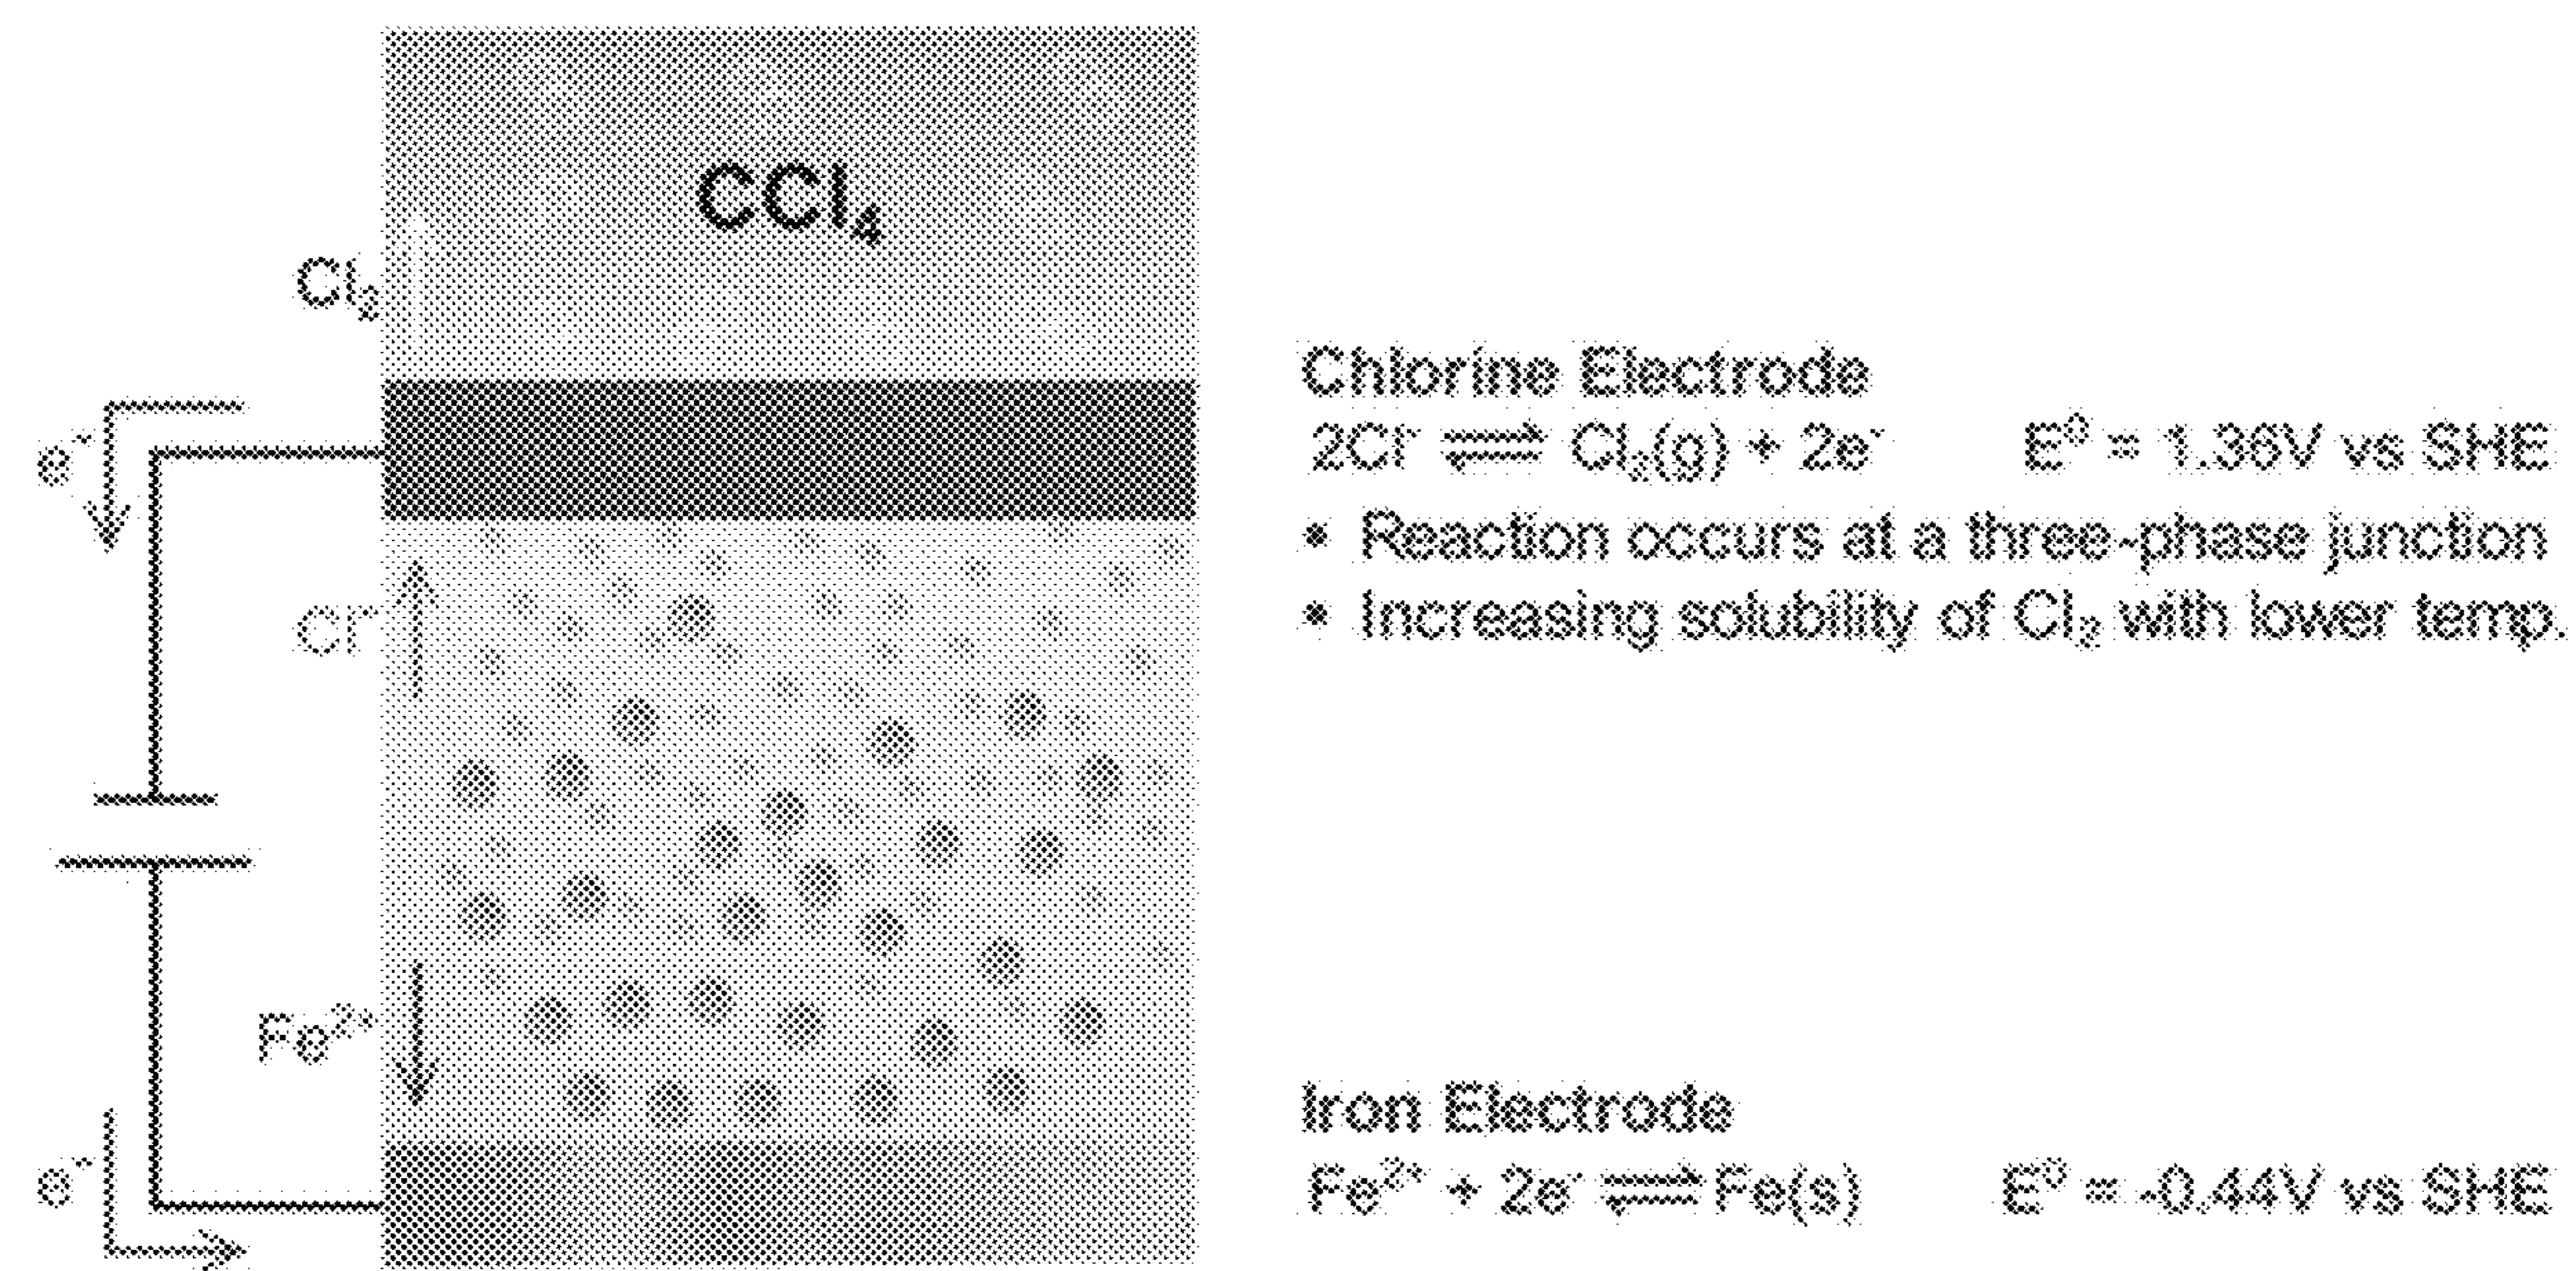 CCl₄
Cl₂
e⁻
Cl⁻
Fe²⁺
e⁻
Chlorine Electrode
2Cl⁻ ⇌ Cl₂(g) + 2e⁻ E⁰ = 1.36V vs SHE
• Reaction occurs at a three-phase junction
• Increasing solubility of Cl₂ with lower temp.
Iron Electrode
Fe²⁺ + 2e⁻ ⇌ Fe(s) E⁰ = -0.44V vs SHE